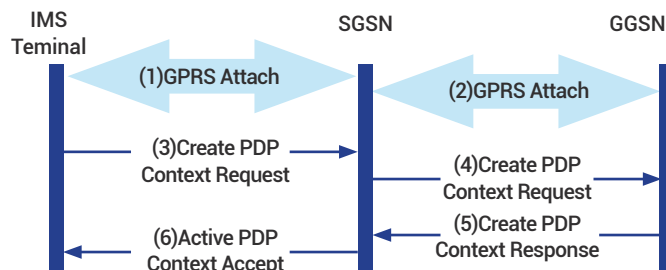 IMS
Teminal
SGSN
GGSN
(1)GPRS Attach
(2)GPRS Attach
(3)Create PDP
Context Request
(4)Create PDP
Context Request
(5)Create PDP
Context Response
(6)Active PDP
Context Accept